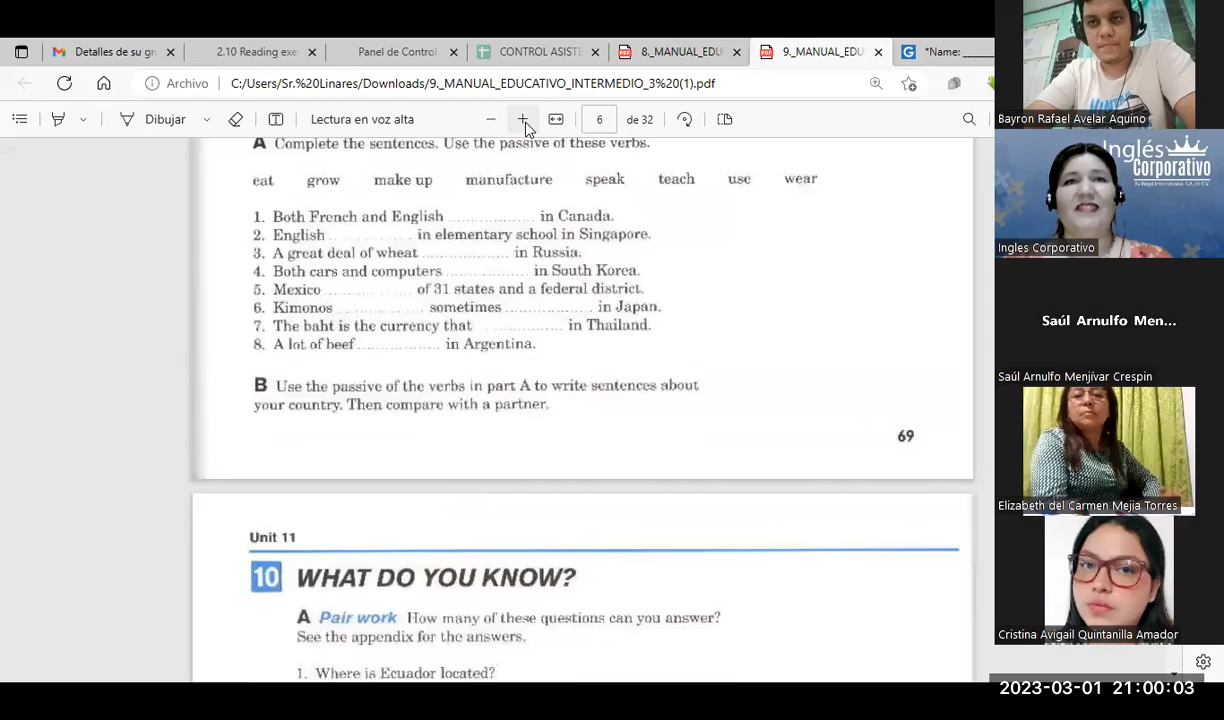 Detalles de su gr
2.10 Reading exe
Panel de Control
CONTROL ASIST
8._MANUAL_EDU
9._MANUAL_EDU
*Name: ______
Archivo
C:/Users/Sr.%20Linares/Downloads/9._MANUAL_EDUCATIVO_INTERMEDIO_3%20(1).pdf
Dibujar
Lectura en voz alta
6 de 32
A Complete the sentences. Use the passive of these verbs.
eat grow make up manufacture speak teach use wear
1. Both French and English .................. in Canada.
2. English .................. in elementary school in Singapore.
3. A great deal of wheat .................. in Russia.
4. Both cars and computers .................. in South Korea.
5. Mexico .................. of 31 states and a federal district.
6. Kimonos .................. sometimes .................. in Japan.
7. The baht is the currency that .................. in Thailand.
8. A lot of beef .................. in Argentina.
B Use the passive of the verbs in part A to write sentences about
your country. Then compare with a partner.
69
Unit 11
10 WHAT DO YOU KNOW?
A Pair work How many of these questions can you answer?
See the appendix for the answers.
1. Where is Ecuador located?
Bayron Rafael Avelar Aquino
Inglés
Corporativo
Ingles Corporativo
Saúl Arnulfo Men...
Saúl Arnulfo Menjívar Crespin
Elizabeth del Carmen Mejia Torres
Cristina Avigail Quintanilla Amador
2023-03-01 21:00:03